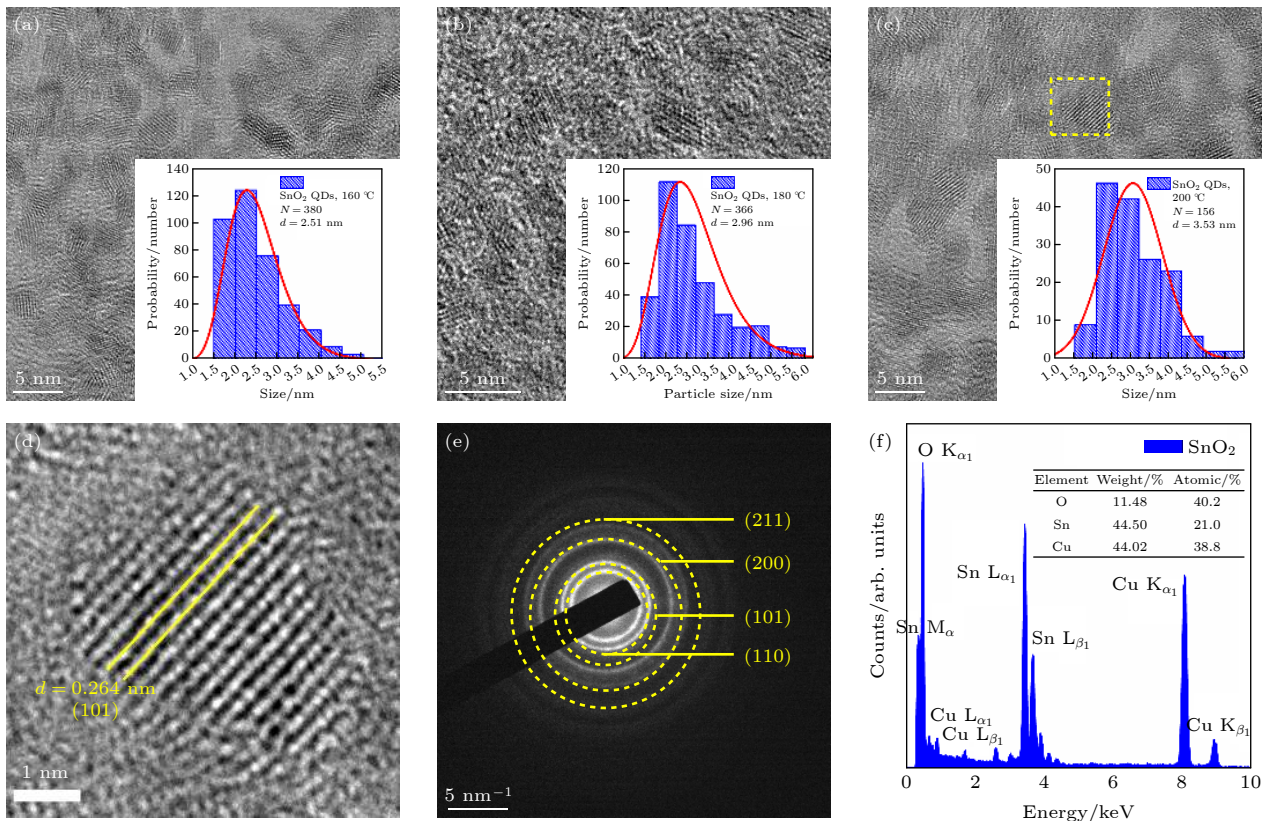 (a)
140
120
100
80
60
40
20
0
Probability/number
SnO₂ QDs, 160 ℃
N = 380
d = 2.51 nm
1.0 1.5 2.0 2.5 3.0 3.5 4.0 4.5 5.0 5.5
Size/nm
5 nm
(b)
120
100
80
60
40
20
0
Probability/number
SnO₂ QDs, 180 ℃
N = 366
d = 2.96 nm
1.0 1.5 2.0 2.5 3.0 3.5 4.0 4.5 5.0 5.5 6.0
Particle size/nm
5 nm
(c)
50
40
30
20
10
0
Probability/number
SnO₂ QDs,
200 ℃
N = 156
d = 3.53 nm
1.0 1.5 2.0 2.5 3.0 3.5 4.0 4.5 5.0 5.5 6.0
Size/nm
5 nm
(d)
d = 0.264 nm
(101)
1 nm
(e)
(211)
(200)
(101)
(110)
5 nm⁻¹
(f)
SnO₂
O Kα₁
Element Weight/% Atomic/%
O 11.48 40.2
Sn 44.50 21.0
Cu 44.02 38.8
Sn Lα₁
Cu Kα₁
Sn Mα
Sn Lβ₁
Cu Lα₁
Cu Lβ₁
Cu Kβ₁
Counts/arb. units
0 2 4 6 8 10
Energy/keV